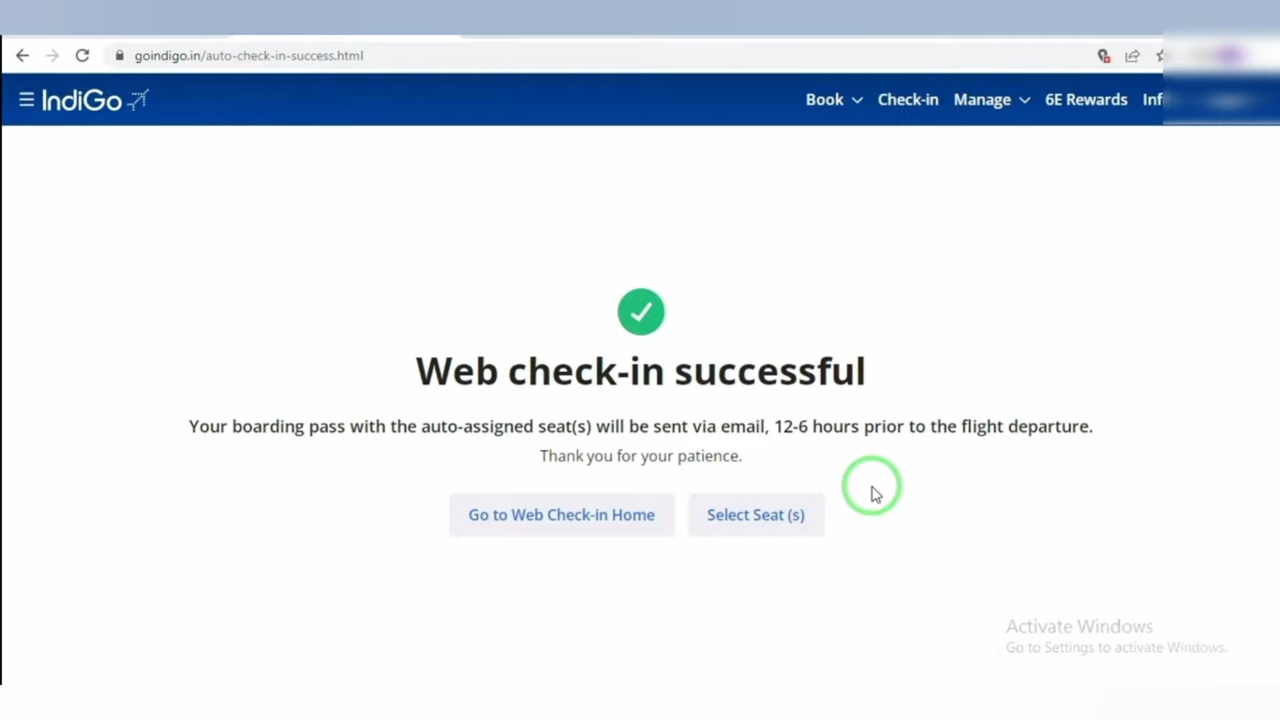 goindigo.in/auto-check-in-success.html
IndiGo
Book
Check-in
Manage
6E Rewards
Web check-in successful
Your boarding pass with the auto-assigned seat(s) will be sent via email, 12-6 hours prior to the flight departure.
Thank you for your patience.
Go to Web Check-in Home
Select Seat (s)
Activate Windows
Go to Settings to activate Windows.